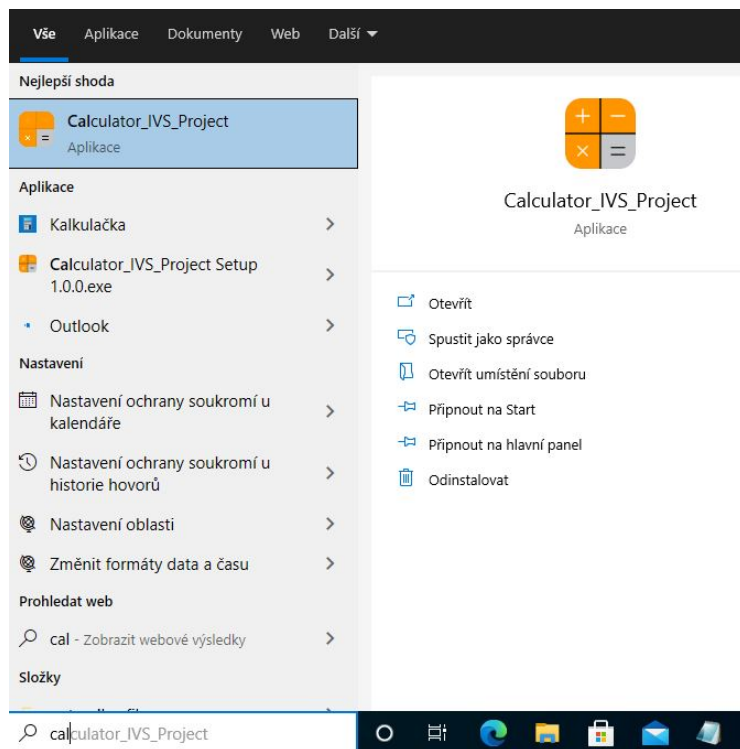 Vše Aplikace Dokumenty Web Další
Nejlepší shoda
Calculator_IVS_Project
Aplikace
Aplikace
Kalkulačka
Calculator_IVS_Project Setup
1.0.0.exe
Outlook
Nastavení
Nastavení ochrany soukromí u
kalendáře
Nastavení ochrany soukromí u
historie hovorů
Nastavení oblasti
Změnit formáty data a času
Prohledat web
cal - Zobrazit webové výsledky
Složky
calculator_IVS_Project
Calculator_IVS_Project
Aplikace
Otevřít
Spustit jako správce
Otevřít umístění souboru
Připnout na Start
Připnout na hlavní panel
Odinstalovat